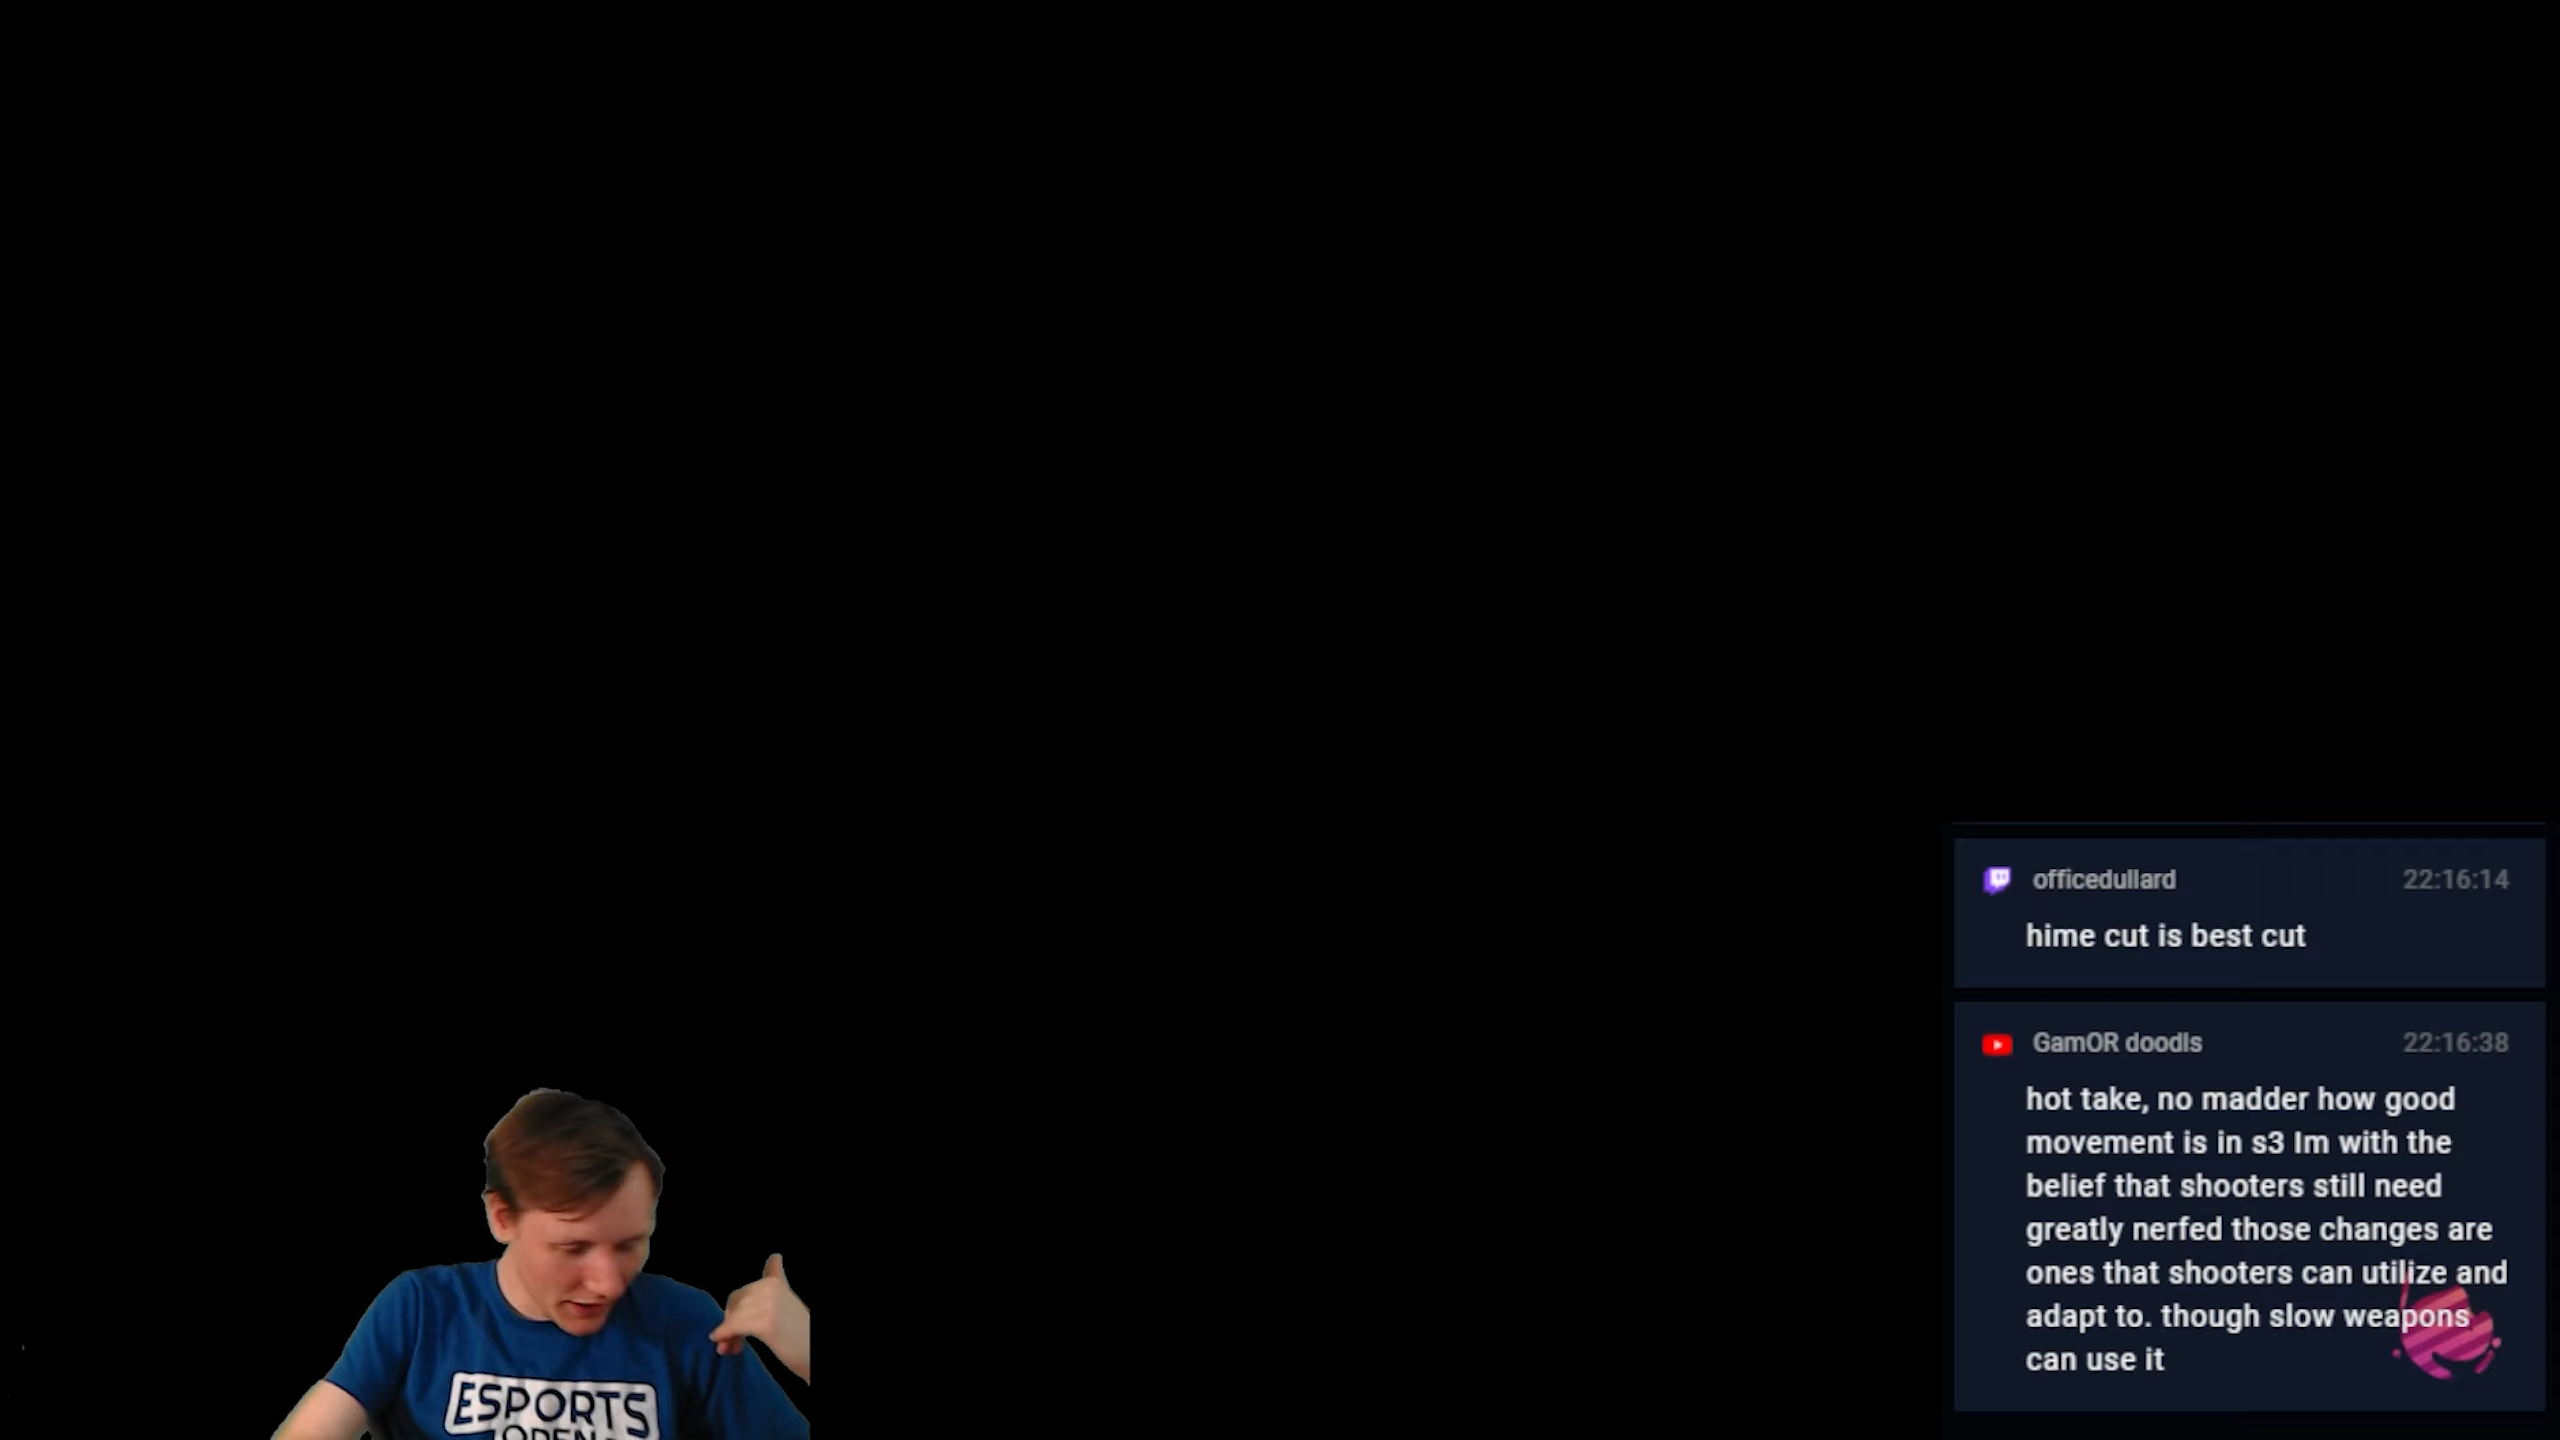 officedullard 22:16:14
hime cut is best cut
GamOR doodls 22:16:38
hot take, no madder how good
movement is in s3 Im with the
belief that shooters still need
greatly nerfed those changes are
ones that shooters can utilize and
adapt to. though slow weapons
can use it
ESPORTS
OPEN